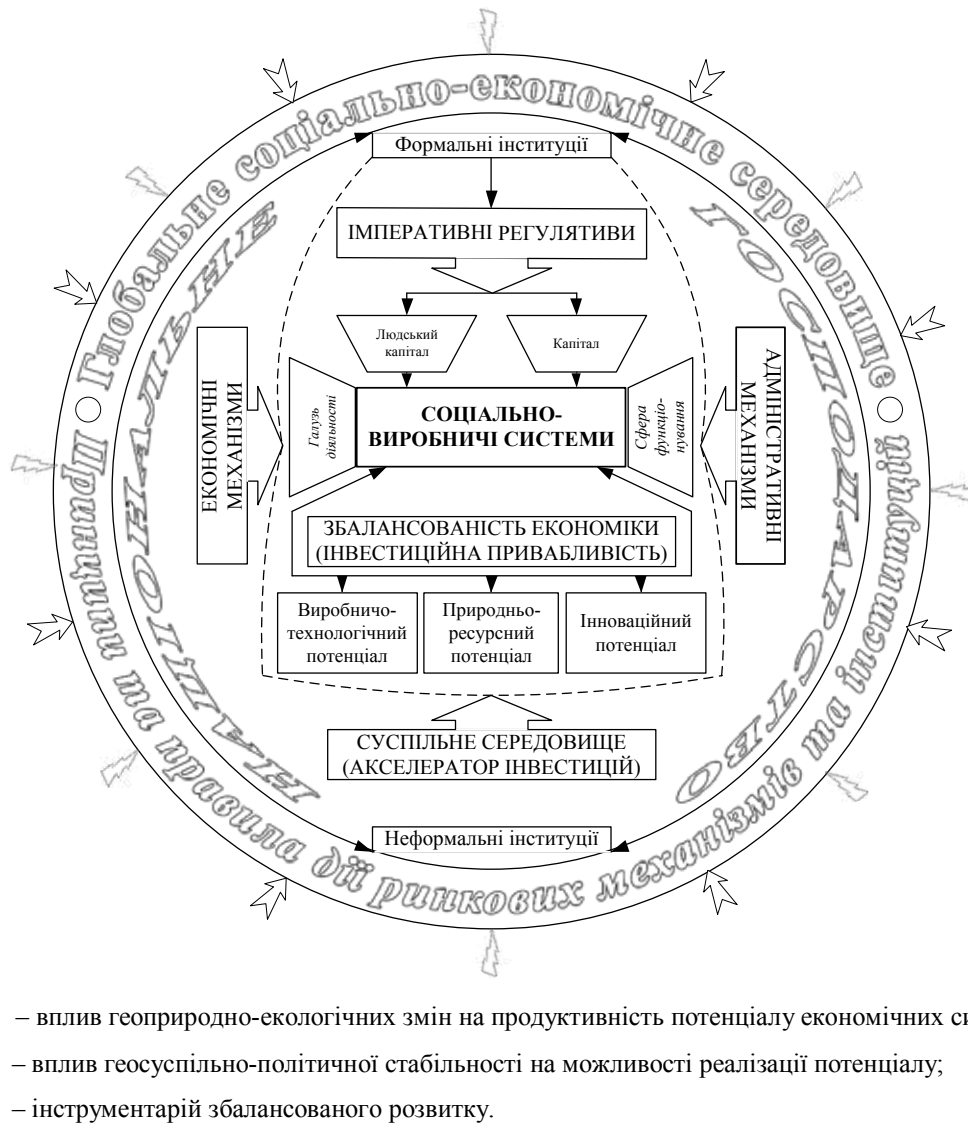 Глобальне соціально-економічне середовище
Формальні інституції
ІМПЕРАТИВНІ РЕГУЛЯТИВИ
Людський
капітал
Капітал
НАЦІОНАЛЬНЕ
ГОСПОДАРСТВО
ЕКОНОМІЧНІ
МЕХАНІЗМИ
Галузь
діяльності
СОЦІАЛЬНО-
ВИРОБНИЧІ СИСТЕМИ
Сфера
функціо-
нування
АДМІНІСТРАТИВНІ
МЕХАНІЗМИ
ЗБАЛАНСОВАНІСТЬ ЕКОНОМІКИ
(ІНВЕСТИЦІЙНА ПРИВАБЛИВІСТЬ)
Виробничо-
технологічний
потенціал
Природньо-
ресурсний
потенціал
Інноваційний
потенціал
СУСПІЛЬНЕ СЕРЕДОВИЩЕ
(АКСЕЛЕРАТОР ІНВЕСТИЦІЙ)
Неформальні інституції
Принципи та правила дії ринкових механізмів та інституцій
– вплив геоприродно-екологічних змін на продуктивність потенціалу економічних
– вплив геосуспільно-політичної стабільності на можливості реалізації потенціалу;
– інструментарій збалансованого розвитку.